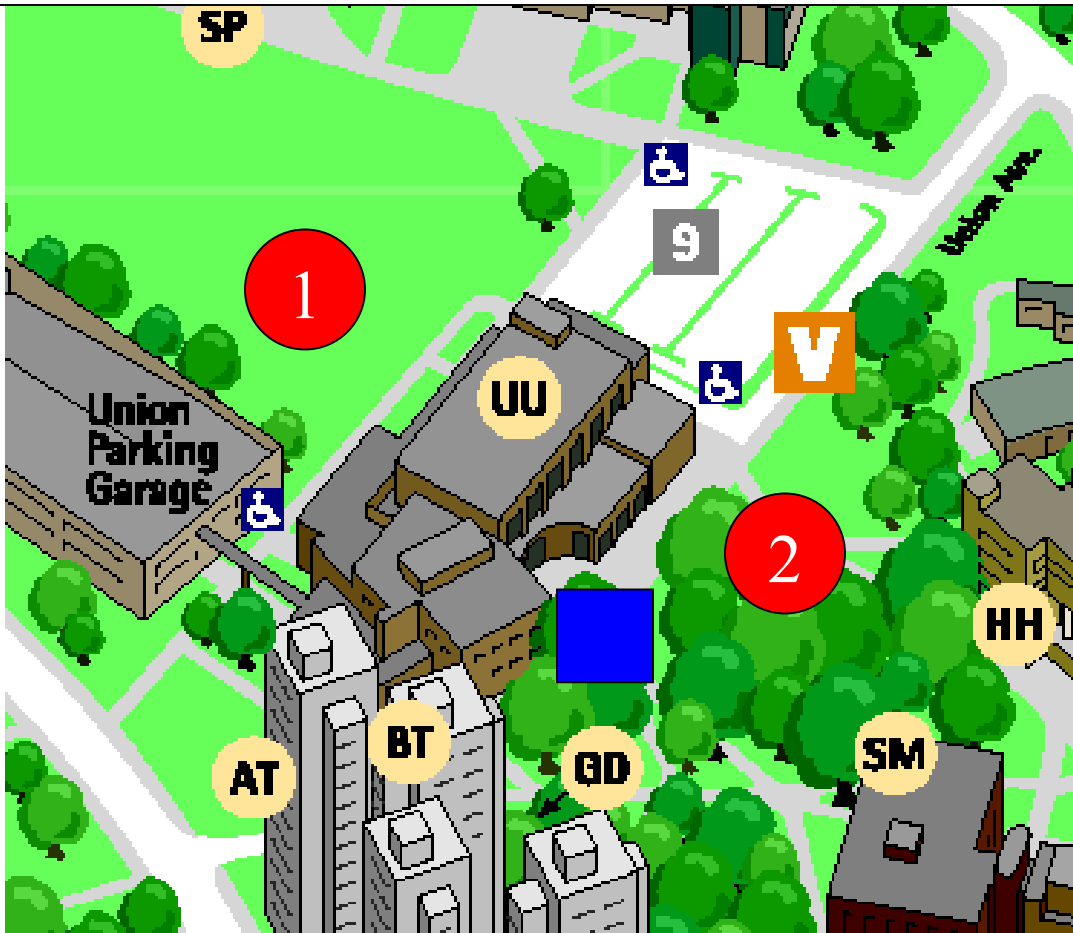 SP
9
Union Ave.
1
V
UU
Union
Parking
Garage
2
HH
BT
SM
AT
GD